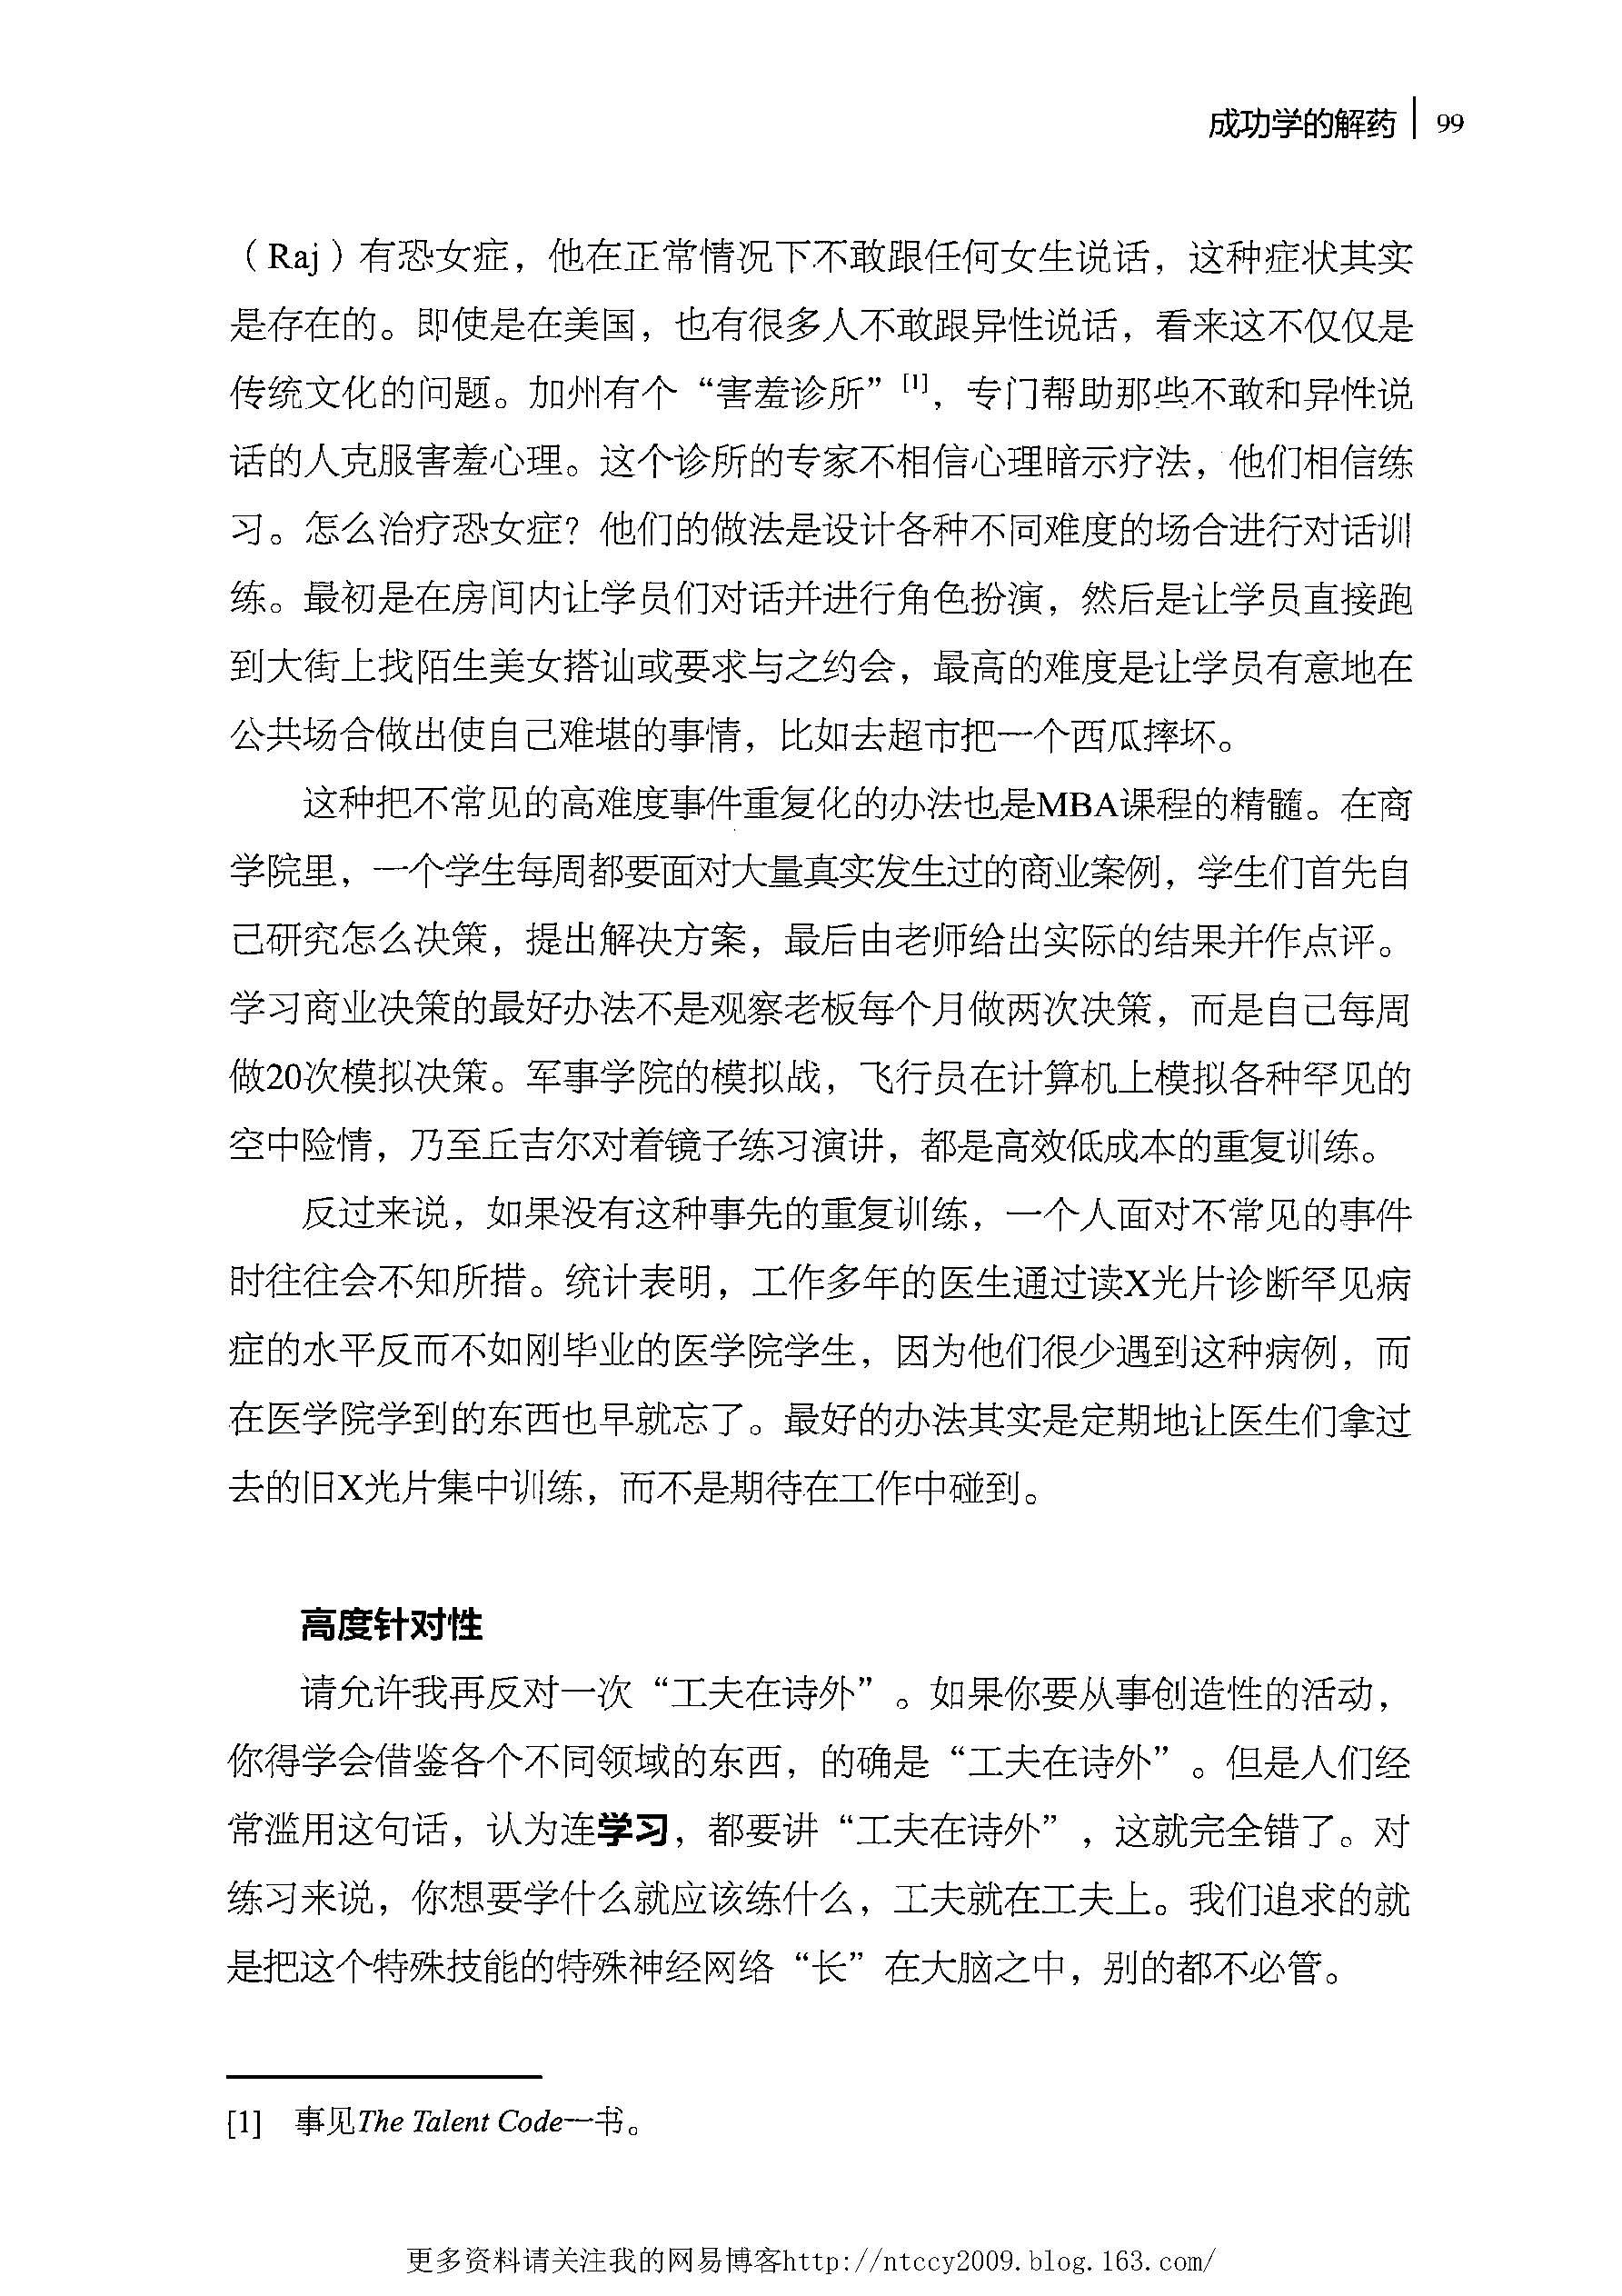 成功学的解药 | 99
（Raj）有恐女症，他在正常情况下不敢跟任何女生说话，这种症状其实
是存在的。即使是在美国，也有很多人不敢跟异性说话，看来这不仅仅是
传统文化的问题。加州有个“害羞诊所”[1]，专门帮助那些不敢和异性说
话的人克服害羞心理。这个诊所的专家不相信心理暗示疗法，他们相信练
习。怎么治疗恐女症？他们的做法是设计各种不同难度的场合进行对话训
练。最初是在房间内让学员们对话并进行角色扮演，然后是让学员直接跑
到大街上找陌生美女搭讪或要求与之约会，最高的难度是让学员有意地在
公共场合做出使自己难堪的事情，比如去超市把一个西瓜摔坏。
这种把不常见的高难度事件重复化的办法也是MBA课程的精髓。在商
学院里，一个学生每周都要面对大量真实发生过的商业案例，学生们首先自
己研究怎么决策，提出解决方案，最后由老师给出实际的结果并作点评。
学习商业决策的最好办法不是观察老板每个月做两次决策，而是自己每周
做20次模拟决策。军事学院的模拟战，飞行员在计算机上模拟各种罕见的
空中险情，乃至丘吉尔对着镜子练习演讲，都是高效低成本的重复训练。
反过来说，如果没有这种事先的重复训练，一个人面对不常见的事件
时往往会不知所措。统计表明，工作多年的医生通过读X光片诊断罕见病
症的水平反而不如刚毕业的医学院学生，因为他们很少遇到这种病例，而
在医学院学到的东西也早就忘了。最好的办法其实是定期地让医生们拿过
去的旧X光片集中训练，而不是期待在工作中碰到。
高度针对性
请允许我再反对一次“工夫在诗外”。如果你要从事创造性的活动，
你得学会借鉴各个不同领域的东西，的确是“工夫在诗外”。但是人们经
常滥用这句话，认为连学习，都要讲“工夫在诗外”，这就完全错了。对
练习来说，你想要学什么就应该练什么，工夫就在工夫上。我们追求的就
是把这个特殊技能的特殊神经网络“长”在大脑之中，别的都不必管。
[1] 事见The Talent Code一书。
更多资料请关注我的网易博客http://ntccy2009.blog.163.com/